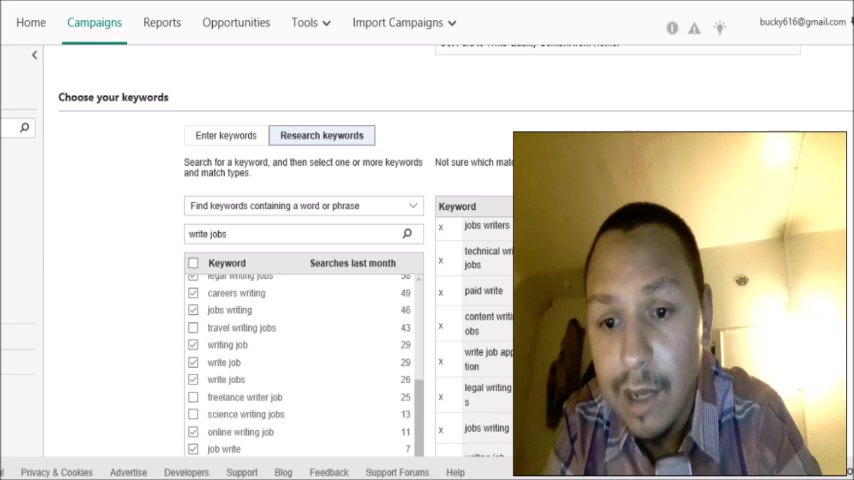 Home Campaigns Reports Opportunities Tools Import Campaigns bucky616@gmail.com
Choose your keywords
Enter keywords Research keywords
Search for a keyword, and then select one or more keywords
and match types.
Not sure which
Find keywords containing a word or phrase
write jobs
Keyword Searches last month
legal writing jobs 58
careers writing 49
jobs writing 46
travel writing jobs 43
writing job 29
write job 29
write jobs 26
freelance writer job 25
science writing jobs 13
online writing job 11
job write 7
Keyword
x jobs writers
technical wri
x jobs
x paid write
content writi
x obs
write job app
x tion
legal writing
x s
x jobs writing
Privacy & Cookies Advertise Developers Support Blog Feedback Support Forums Help